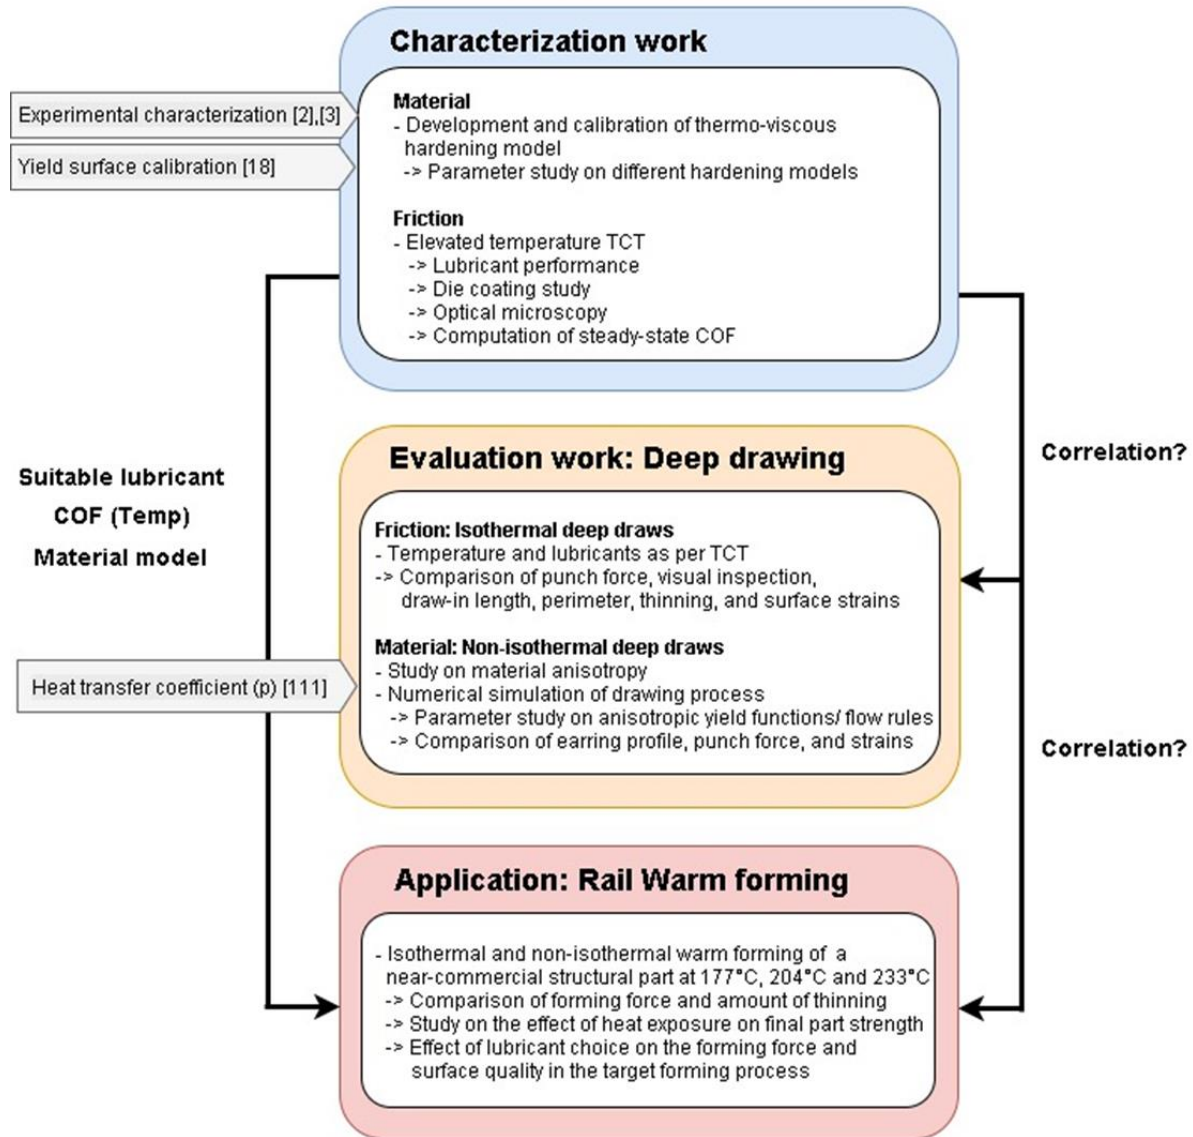 Characterization work
Experimental characterization [2],[3]
Yield surface calibration [18]
Material
- Development and calibration of thermo-viscous
hardening model
-> Parameter study on different hardening models
Friction
- Elevated temperature TCT
-> Lubricant performance
-> Die coating study
-> Optical microscopy
-> Computation of steady-state COF
Suitable lubricant
COF (Temp)
Material model
Correlation?
Evaluation work: Deep drawing
Friction: Isothermal deep draws
- Temperature and lubricants as per TCT
-> Comparison of punch force, visual inspection,
draw-in length, perimeter, thinning, and surface strains
Material: Non-isothermal deep draws
- Study on material anisotropy
- Numerical simulation of drawing process
-> Parameter study on anisotropic yield functions/ flow rules
-> Comparison of earring profile, punch force, and strains
Heat transfer coefficient (p) [111]
Correlation?
Application: Rail Warm forming
- Isothermal and non-isothermal warm forming of a
near-commercial structural part at 177°C, 204°C and 233°C
-> Comparison of forming force and amount of thinning
-> Study on the effect of heat exposure on final part strength
-> Effect of lubricant choice on the forming force and
surface quality in the target forming process